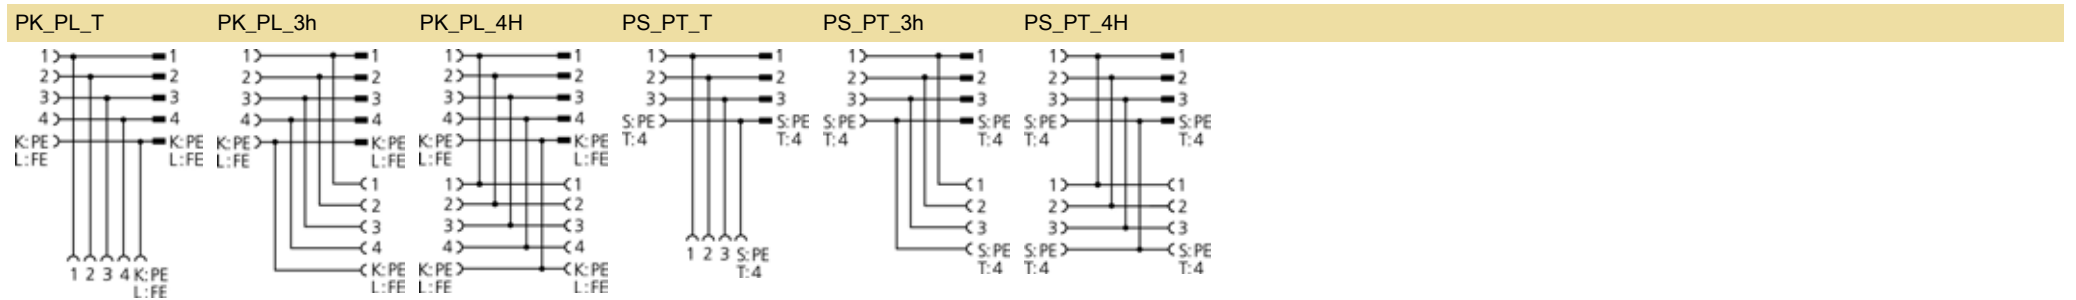 PK_PL_T PK_PL_3h PK_PL_4H PS_PT_T PS_PT_3h PS_PT_4H
1 1 1 1 1 1 1 1 1 1 1 1
2 2 2 2 2 2 2 2 2 2 2 2
3 3 3 3 3 3 3 3 3 3 3 3
4 4 4 4 4 4 S:PE S:PE S:PE S:PE S:PE S:PE
T:4 T:4 T:4 T:4 T:4 T:4
K:PE K:PE K:PE K:PE K:PE K:PE
L:FE L:FE L:FE L:FE L:FE L:FE
1 1 1 1 1 1
2 2 2 2 2 2
3 3 3 3 3 3
4 4 4 1 2 3 S:PE S:PE S:PE S:PE
T:4 T:4 T:4 T:4
1 2 3 4 K:PE K:PE K:PE K:PE
L:FE L:FE L:FE L:FE